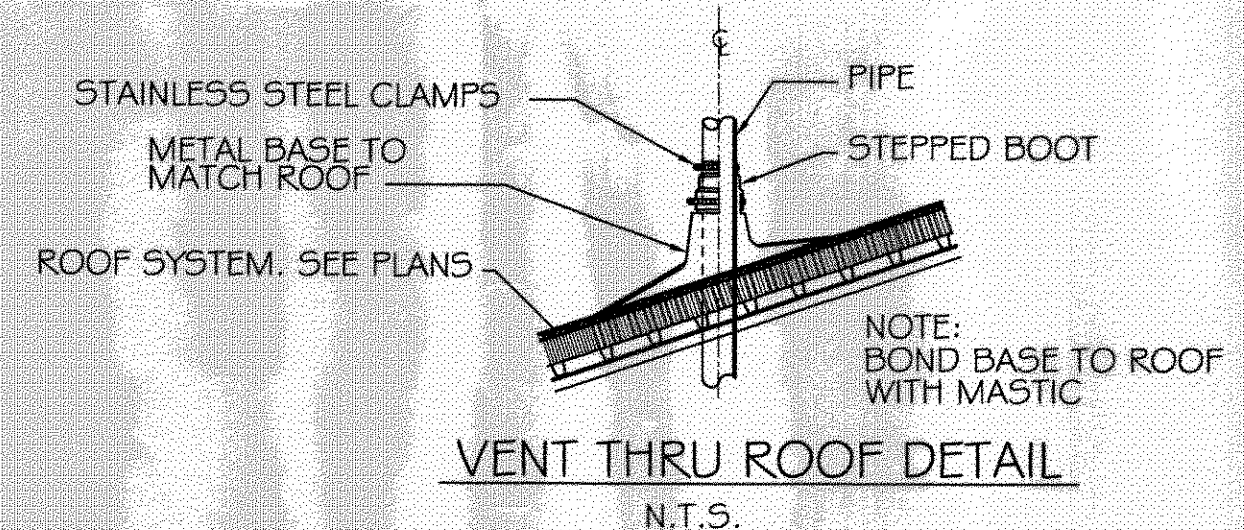 ℄
STAINLESS STEEL CLAMPS
PIPE
METAL BASE TO
MATCH ROOF
STEPPED BOOT
ROOF SYSTEM. SEE PLANS
NOTE:
BOND BASE TO ROOF
WITH MASTIC
VENT THRU ROOF DETAIL
N.T.S.